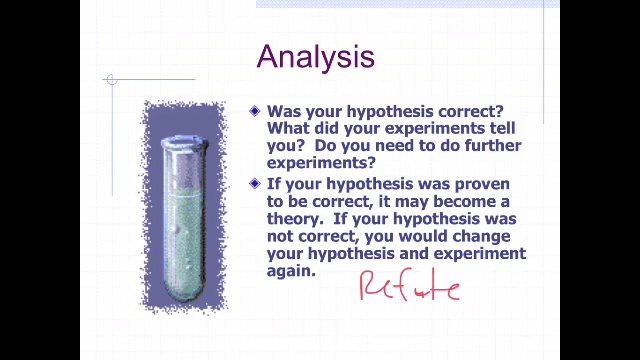 Analysis
Was your hypothesis correct?
What did your experiments tell
you? Do you need to do further
experiments?
If your hypothesis was proven
to be correct, it may become a
theory. If your hypothesis was
not correct, you would change
your hypothesis and experiment
again.
Refute